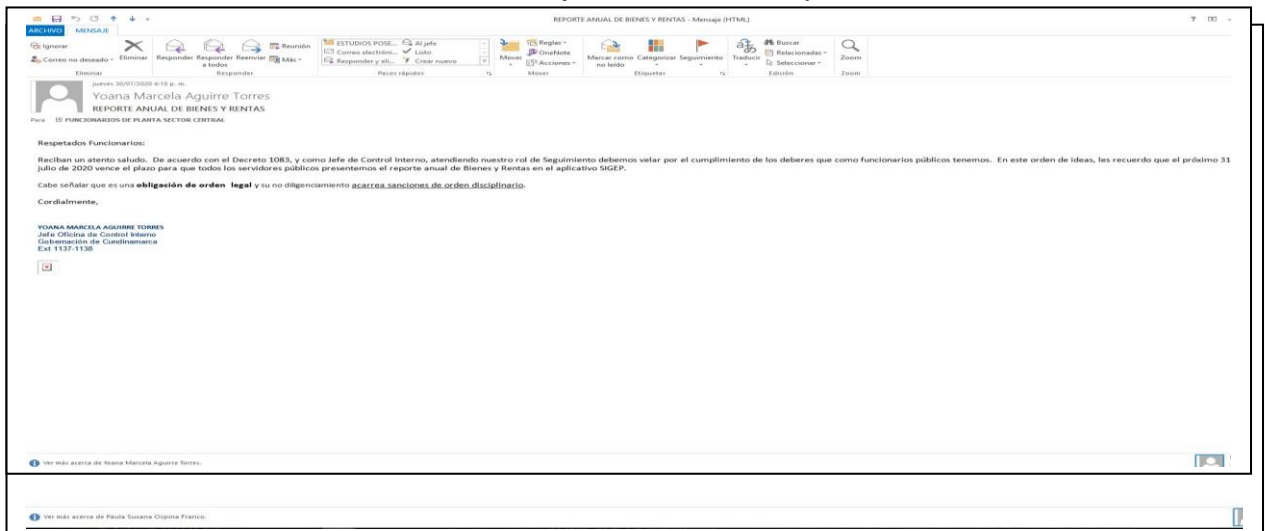 REPORTE ANUAL DE BIENES Y RENTAS - Mensaje (HTML)
ARCHIVO MENSAJE
Ignorar
Correo no deseado
Eliminar
Responder
Responder a todos
Reenviar
Reunión
Más
ESTUDIOS POSE...
Correo electróni...
Responder y eli...
Al jefe
Listo
Crear nuevo
Mover
Reglas
OneNote
Acciones
Marcar como no leído
Categorizar
Seguimiento
Traducir
Buscar
Relacionadas
Seleccionar
Zoom
Eliminar Responder Pasos rápidos Mover Etiquetas Edición Zoom
jueves 30/07/2020 4:18 p. m.
Yoana Marcela Aguirre Torres
REPORTE ANUAL DE BIENES Y RENTAS
Para FUNCIONARIOS DE PLANTA SECTOR CENTRAL
Respetados Funcionarios:
Reciban un atento saludo. De acuerdo con el Decreto 1083, y como Jefe de Control Interno, atendiendo nuestro rol de Seguimiento debemos velar por el cumplimiento de los deberes que como funcionarios públicos tenemos. En este orden de ideas, les recuerdo que el próximo 31
julio de 2020 vence el plazo para que todos los servidores públicos presentemos el reporte anual de Bienes y Rentas en el aplicativo SIGEP.
Cabe señalar que es una obligación de orden legal y su no diligenciamiento acarrea sanciones de orden disciplinario.
Cordialmente,
YOANA MARCELA AGUIRRE TORRES
Jefe Oficina de Control Interno
Gobernación de Cundinamarca
Ext 1137-1138
Ver más acerca de Yoana Marcela Aguirre Torres.
Ver más acerca de Paula Susana Ospina Franco.